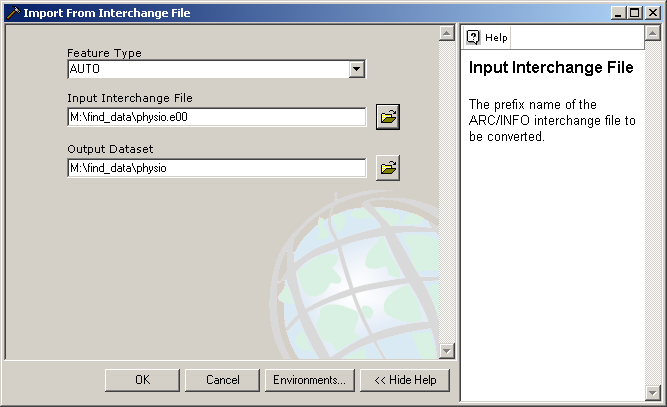 Import From Interchange File
Feature Type
AUTO
Input Interchange File
M:\find_data\physio.e00
Output Dataset
M:\find_data\physio
OK
Cancel
Environments...
<< Hide Help
Help
Input Interchange File
The prefix name of the
ARC/INFO interchange file to
be converted.